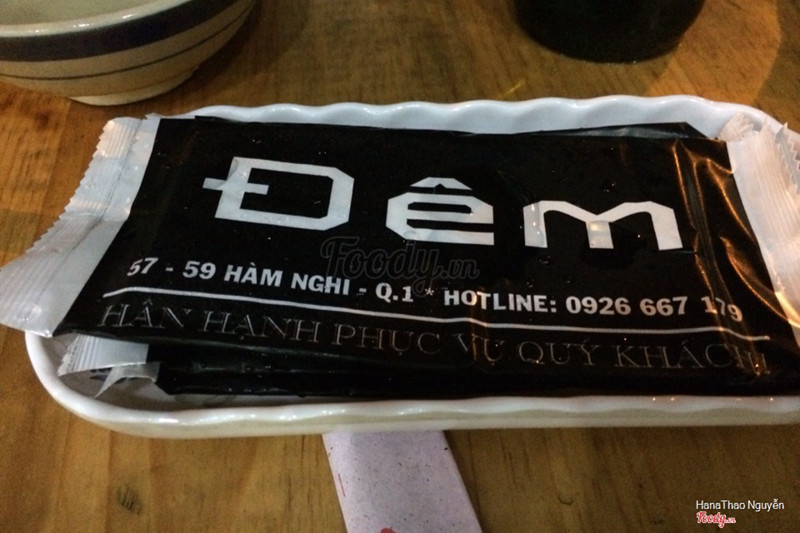 Đêm
57 - 59 HÀM NGHI - Q.1 * HOTLINE: 0926 667 179
HÂN HẠNH PHỤC VỤ QUÝ KHÁCH!
Foody.vn
HanaThao Nguyễn
Foody.vn